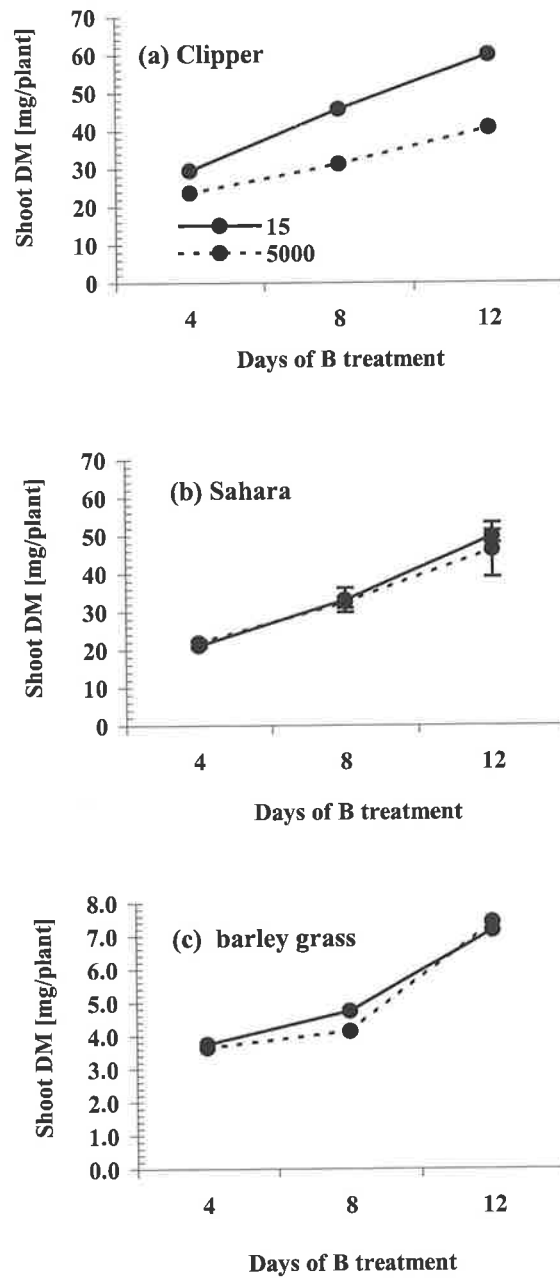 70
60
50
40
30
20
10
0
Shoot DM [mg/plant]
(a) Clipper
15
5000
4 8 12
Days of B treatment
70
60
50
40
30
20
10
0
Shoot DM [mg/plant]
(b) Sahara
4 8 12
Days of B treatment
8.0
7.0
6.0
5.0
4.0
3.0
2.0
1.0
0.0
Shoot DM [mg/plant]
(c) barley grass
4 8 12
Days of B treatment